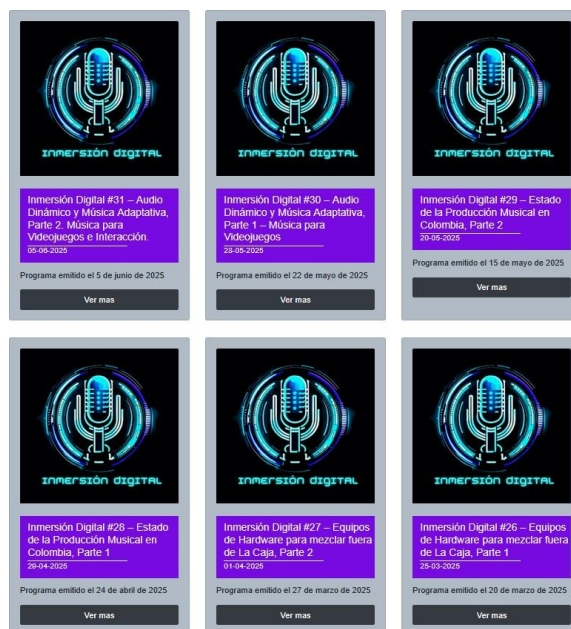 INMERSIÓN DIGITAL
Inmersión Digital #31 – Audio
Dinámico y Música Adaptativa,
Parte 2. Música para
Videojuegos e Interacción.
05-06-2025
Programa emitido el 5 de junio de 2025
Ver mas
INMERSIÓN DIGITAL
Inmersión Digital #30 – Audio
Dinámico y Música Adaptativa,
Parte 1 – Música para
Videojuegos
28-05-2025
Programa emitido el 22 de mayo de 2025
Ver mas
INMERSIÓN DIGITAL
Inmersión Digital #29 – Estado
de la Producción Musical en
Colombia, Parte 2
20-05-2025
Programa emitido el 15 de mayo de 2025
Ver mas
INMERSIÓN DIGITAL
Inmersión Digital #28 – Estado
de la Producción Musical en
Colombia, Parte 1
29-04-2025
Programa emitido el 24 de abril de 2025
Ver mas
INMERSIÓN DIGITAL
Inmersión Digital #27 – Equipos
de Hardware para mezclar fuera
de La Caja, Parte 2
01-04-2025
Programa emitido el 27 de marzo de 2025
Ver mas
INMERSIÓN DIGITAL
Inmersión Digital #26 – Equipos
de Hardware para mezclar fuera
de La Caja, Parte 1
25-03-2025
Programa emitido el 20 de marzo de 2025
Ver mas